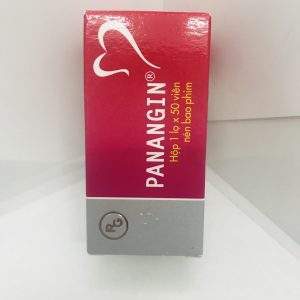 PANANGIN®
Hộp 1 lọ x 50 viên
nén bao phim
RG